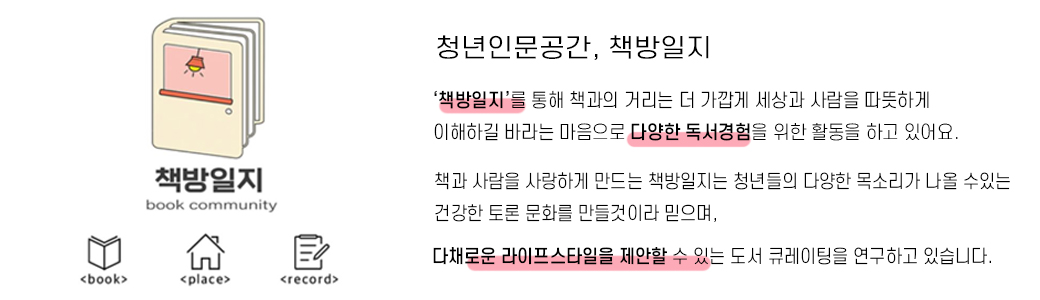 책방일지
book community
<book>
<place>
<record>
청년인문공간, 책방일지
‘책방일지’를 통해 책과의 거리는 더 가깝게 세상과 사람을 따뜻하게
이해하길 바라는 마음으로 다양한 독서경험을 위한 활동을 하고 있어요.
책과 사람을 사랑하게 만드는 책방일지는 청년들의 다양한 목소리가 나올 수있는
건강한 토론 문화를 만들것이라 믿으며,
다채로운 라이프스타일을 제안할 수 있는 도서 큐레이팅을 연구하고 있습니다.